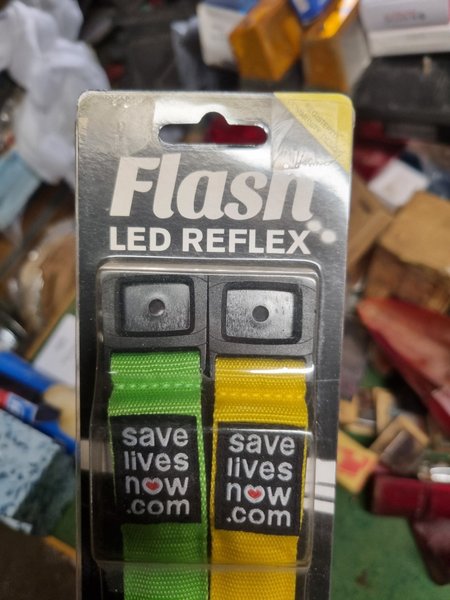 Flash
LED REFLEX
save
lives
now
.com
save
lives
now
.com